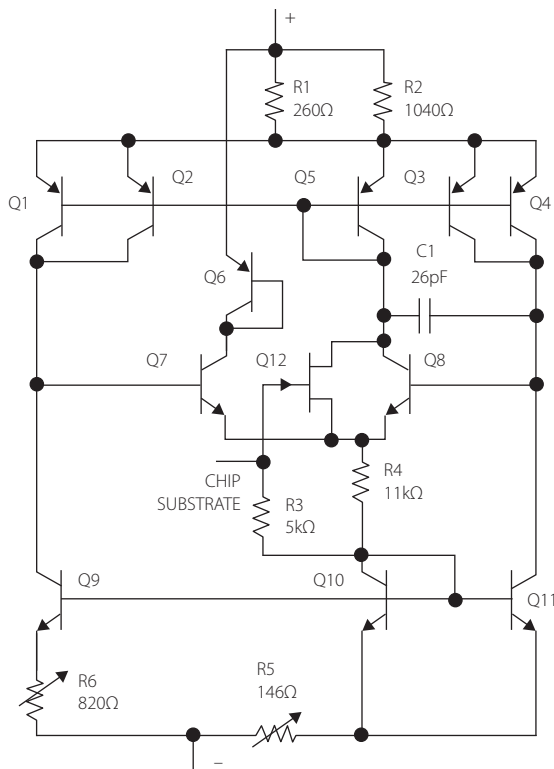 +
R1
260Ω
R2
1040Ω
Q1
Q2
Q5
Q3
Q4
C1
26pF
Q6
Q7
Q12
Q8
CHIP
SUBSTRATE
R3
5kΩ
R4
11kΩ
Q9
Q10
Q11
R6
820Ω
R5
146Ω
–